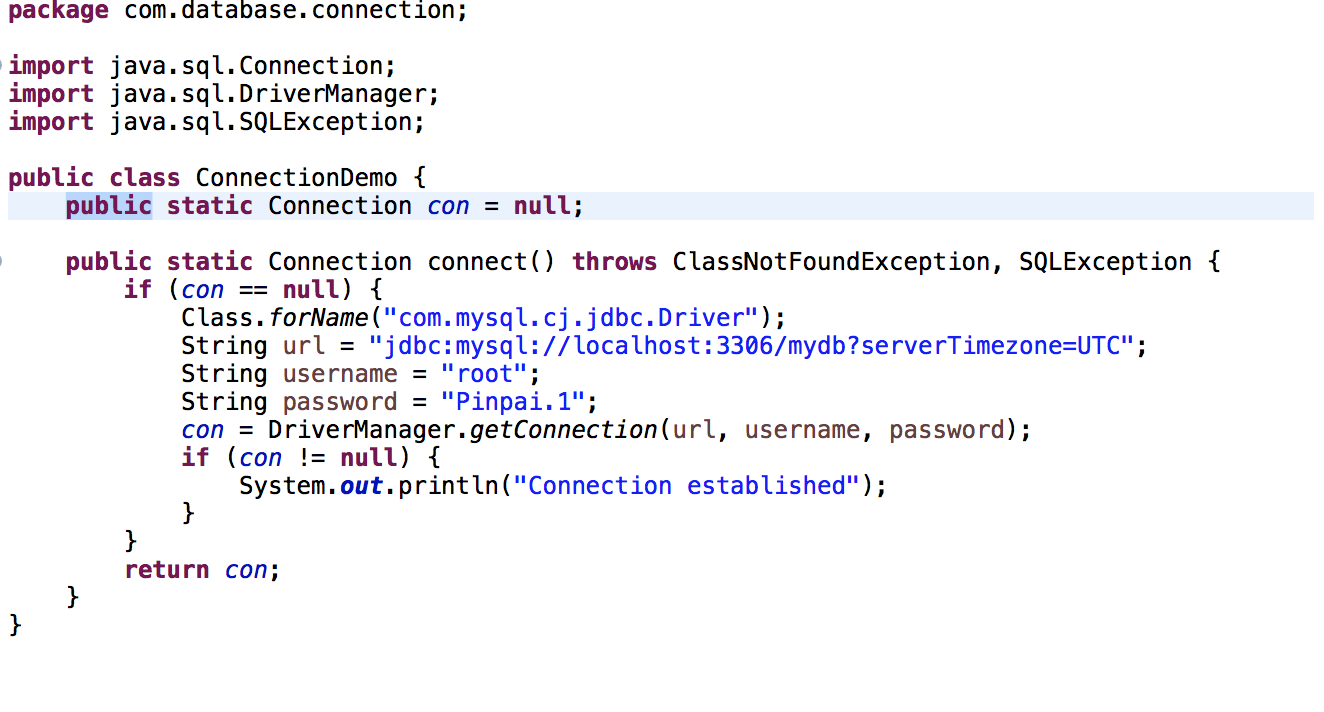 package com.database.connection;
import java.sql.Connection;
import java.sql.DriverManager;
import java.sql.SQLException;
public class ConnectionDemo {
public static Connection con = null;
public static Connection connect() throws ClassNotFoundException, SQLException {
if (con == null) {
Class.forName("com.mysql.cj.jdbc.Driver");
String url = "jdbc:mysql://localhost:3306/mydb?serverTimezone=UTC";
String username = "root";
String password = "Pinpai.1";
con = DriverManager.getConnection(url, username, password);
if (con != null) {
System.out.println("Connection established");
}
}
return con;
}
}